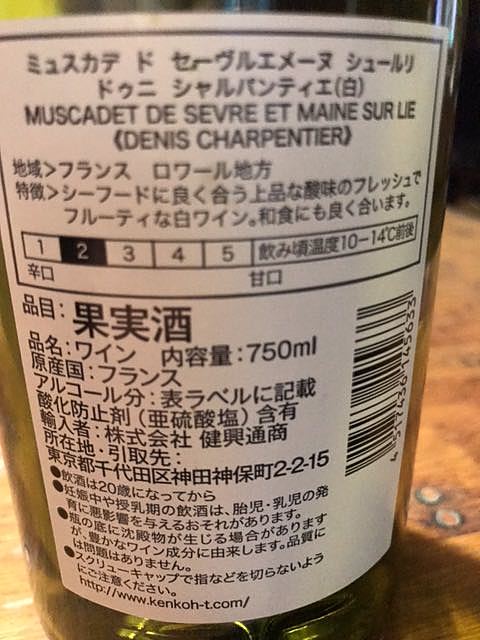 ミュスカデ ド セーヴルエメーヌ シュールリ
ドゥニ シャルパンティエ(白)
MUSCADET DE SEVRE ET MAINE SUR LIE
《DENIS CHARPENTIER》
地域>フランス ロワール地方
特徴>シーフードに良く合う上品な酸味のフレッシュで
フルーティな白ワイン。和食にも良く合います。
1 2 3 4 5 飲み頃温度10−14℃前後
辛口 甘口
品目:果実酒
品名:ワイン 内容量:750ml
原産国:フランス
アルコール分:表ラベルに記載
酸化防止剤(亜硫酸塩)含有
輸入者:株式会社 健興通商
所在地・引取先:
東京都千代田区神田神保町2-2-15
●飲酒は20歳になってから
●妊娠中や授乳期の飲酒は、胎児・乳児の発
育に悪影響を与えるおそれがあります。
●瓶の底に沈殿物が生じる場合があります
が、豊かなワイン成分に由来します。品質に
は問題はありません。
●スクリューキャップで指などを切らないよう
にご注意ください。
http://www.kenkoh-t.com/